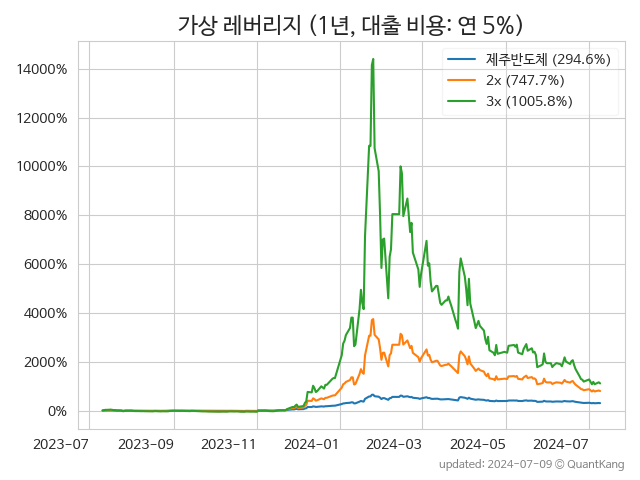 가상 레버리지 (1년, 대출 비용: 연 5%)
제주반도체 (294.6%)
2x (747.7%)
3x (1005.8%)
14000%
12000%
10000%
8000%
6000%
4000%
2000%
0%
2023-07 2023-09 2023-11 2024-01 2024-03 2024-05 2024-07
updated: 2024-07-09 © QuantKang